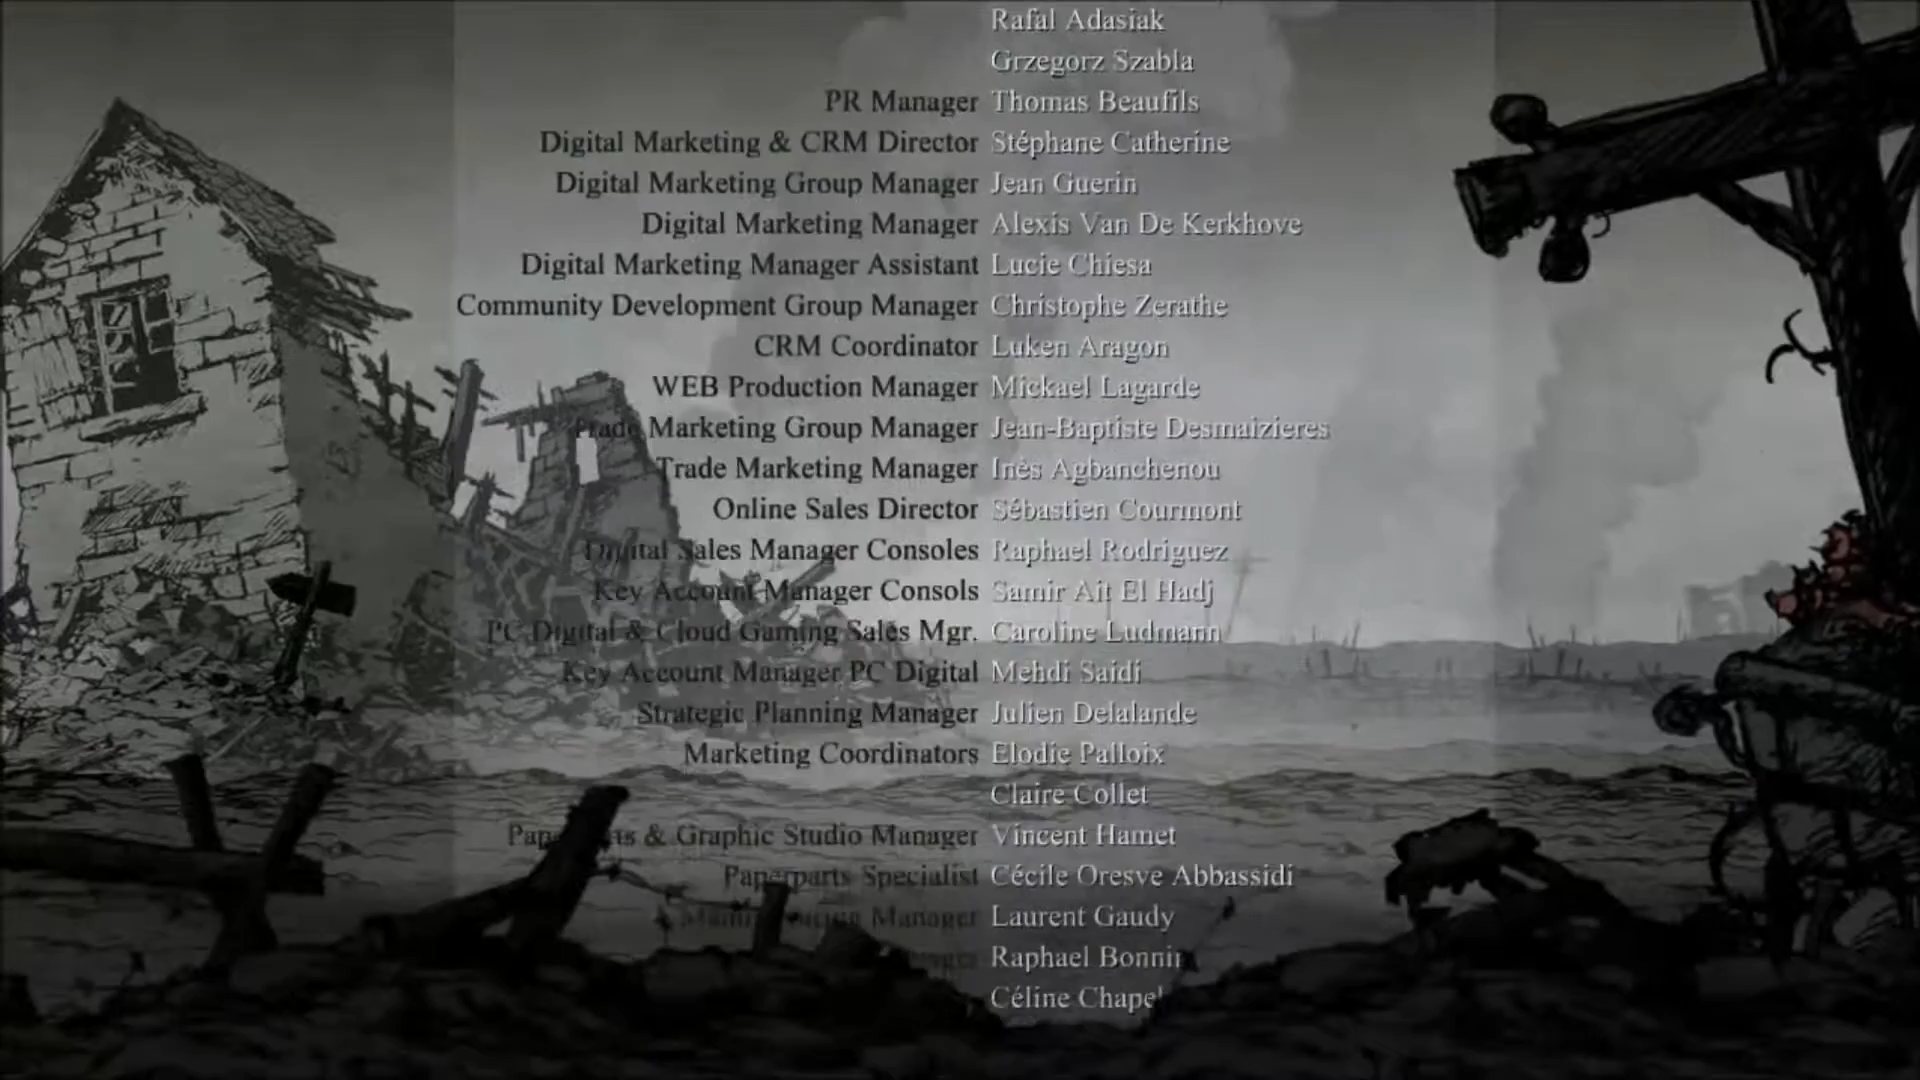 Rafal Adasiak
Grzegorz Szabla
PR Manager Thomas Beaufils
Digital Marketing & CRM Director Stéphane Catherine
Digital Marketing Group Manager Jean Guerin
Digital Marketing Manager Alexis Van De Kerkhove
Digital Marketing Manager Assistant Lucie Chiesa
Community Development Group Manager Christophe Zerathe
CRM Coordinator Luken Aragon
WEB Production Manager Mickael Lagarde
Trade Marketing Group Manager Jean-Baptiste Desmaizieres
Trade Marketing Manager Inès Agbanchenou
Online Sales Director Sébastien Courmont
Digital Sales Manager Consoles Raphael Rodriguez
Key Account Manager Consols Samir Ait El Hadj
PC Digital & Cloud Gaming Sales Mgr. Caroline Ludmann
Key Account Manager PC Digital Mehdi Saidi
Strategic Planning Manager Julien Delalande
Marketing Coordinators Elodie Palloix
Claire Collet
& Graphic Studio Manager Vincent Hamet
Paperparts Specialist Cécile Oresve Abbassidi
Manager Laurent Gaudy
Raphael Bonnin
Céline